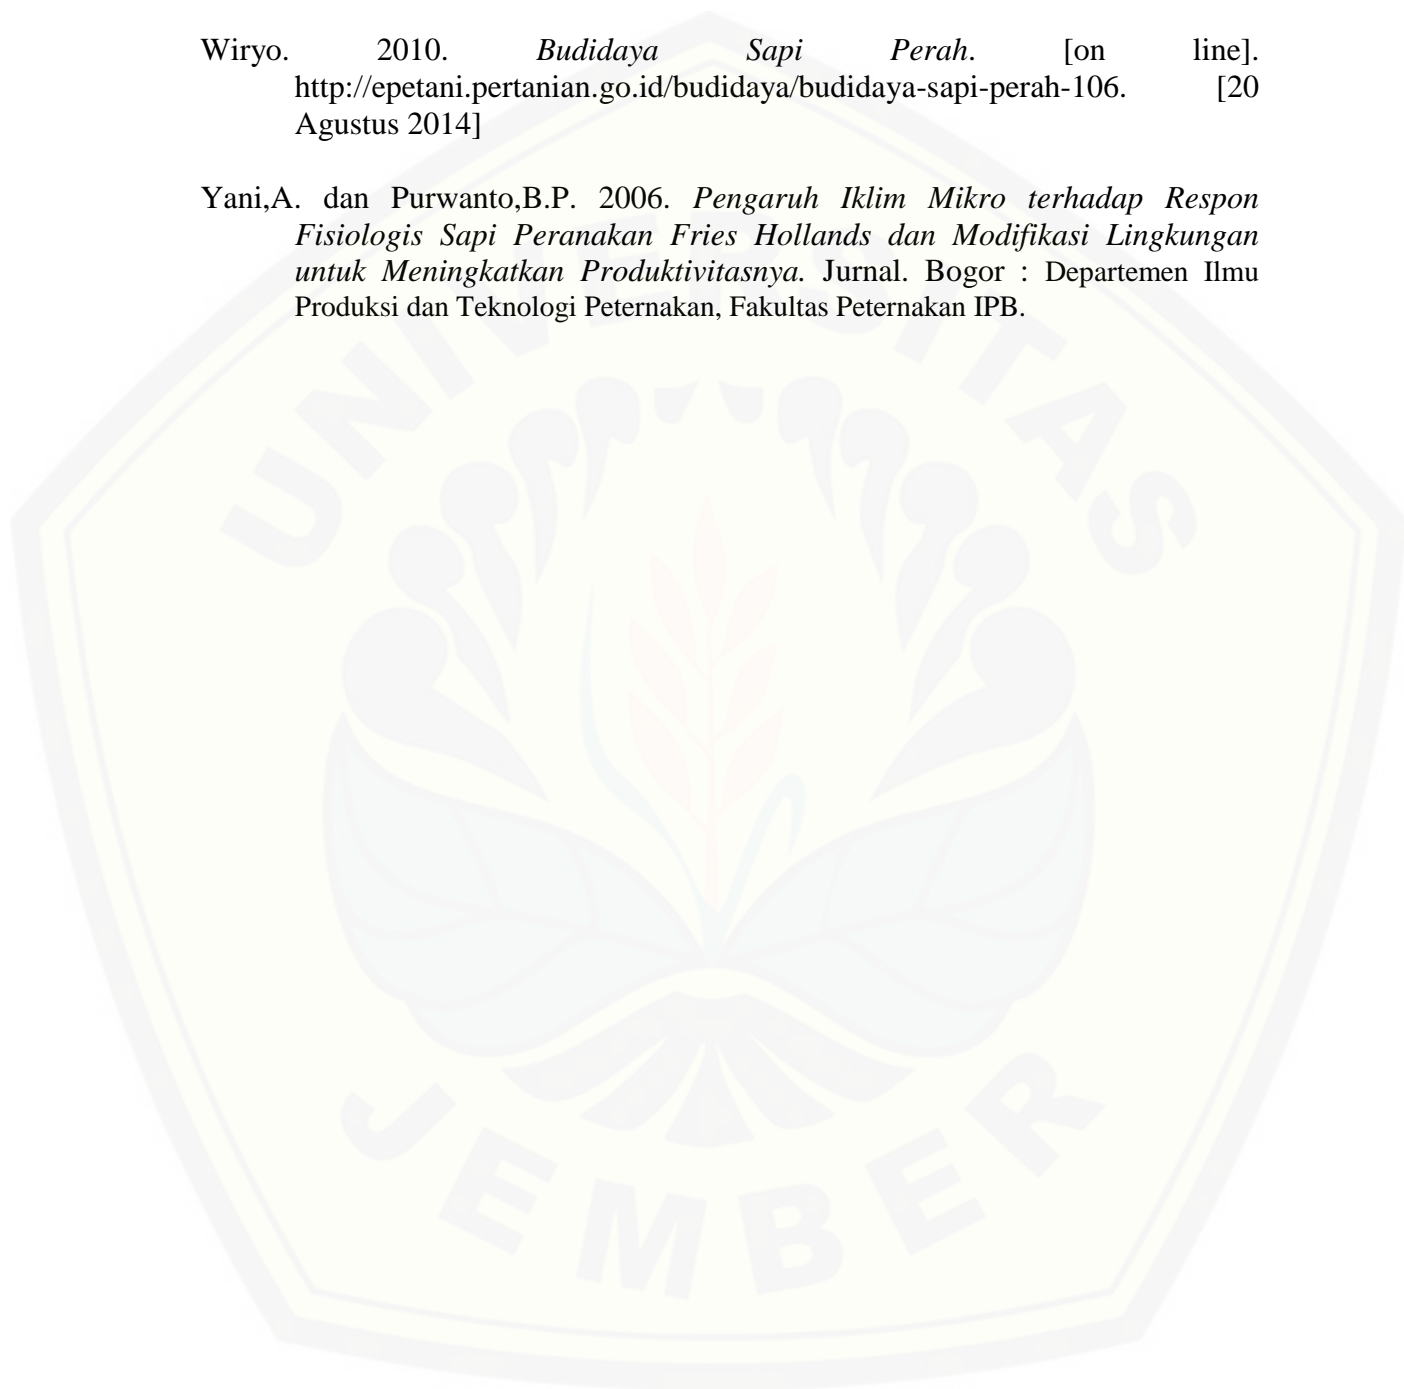 Wiryo. 2010. Budidaya Sapi Perah. [on line].
http://epetani.pertanian.go.id/budidaya/budidaya-sapi-perah-106. [20
Agustus 2014]
Yani,A. dan Purwanto,B.P. 2006. Pengaruh Iklim Mikro terhadap Respon
Fisiologis Sapi Peranakan Fries Hollands dan Modifikasi Lingkungan
untuk Meningkatkan Produktivitasnya. Jurnal. Bogor : Departemen Ilmu
Produksi dan Teknologi Peternakan, Fakultas Peternakan IPB.
UNIVERSITAS
JEMBER